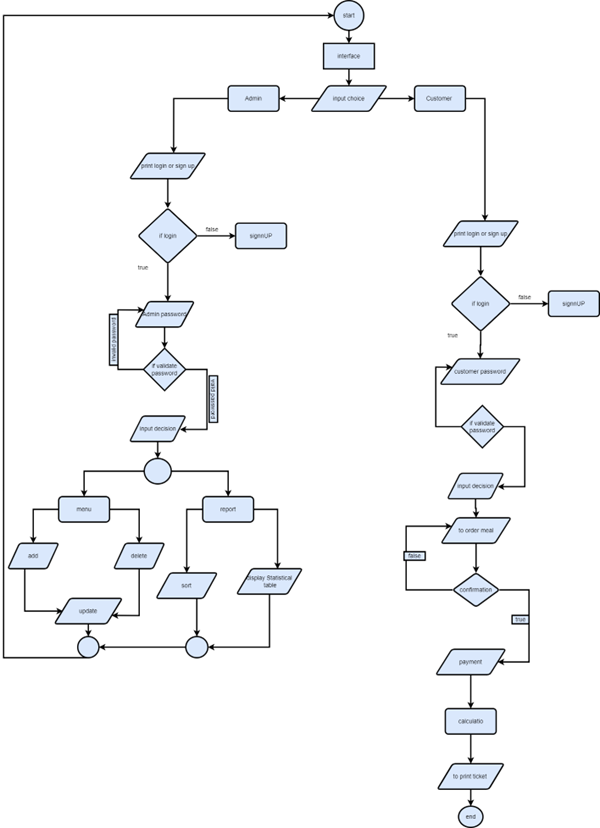 start
interface
Admin
input choice
Customer
print login or sign up
if login
false
signnUP
true
Admin password
invalied password
if validate
password
valied password
input decision
menu
report
add
delete
sort
display Statistical
table
update
print login or sign up
if login
false
signnUP
true
customer password
if validate
password
input decision
to order meal
false
confirmation
true
payment
calculatio
to print ticket
end